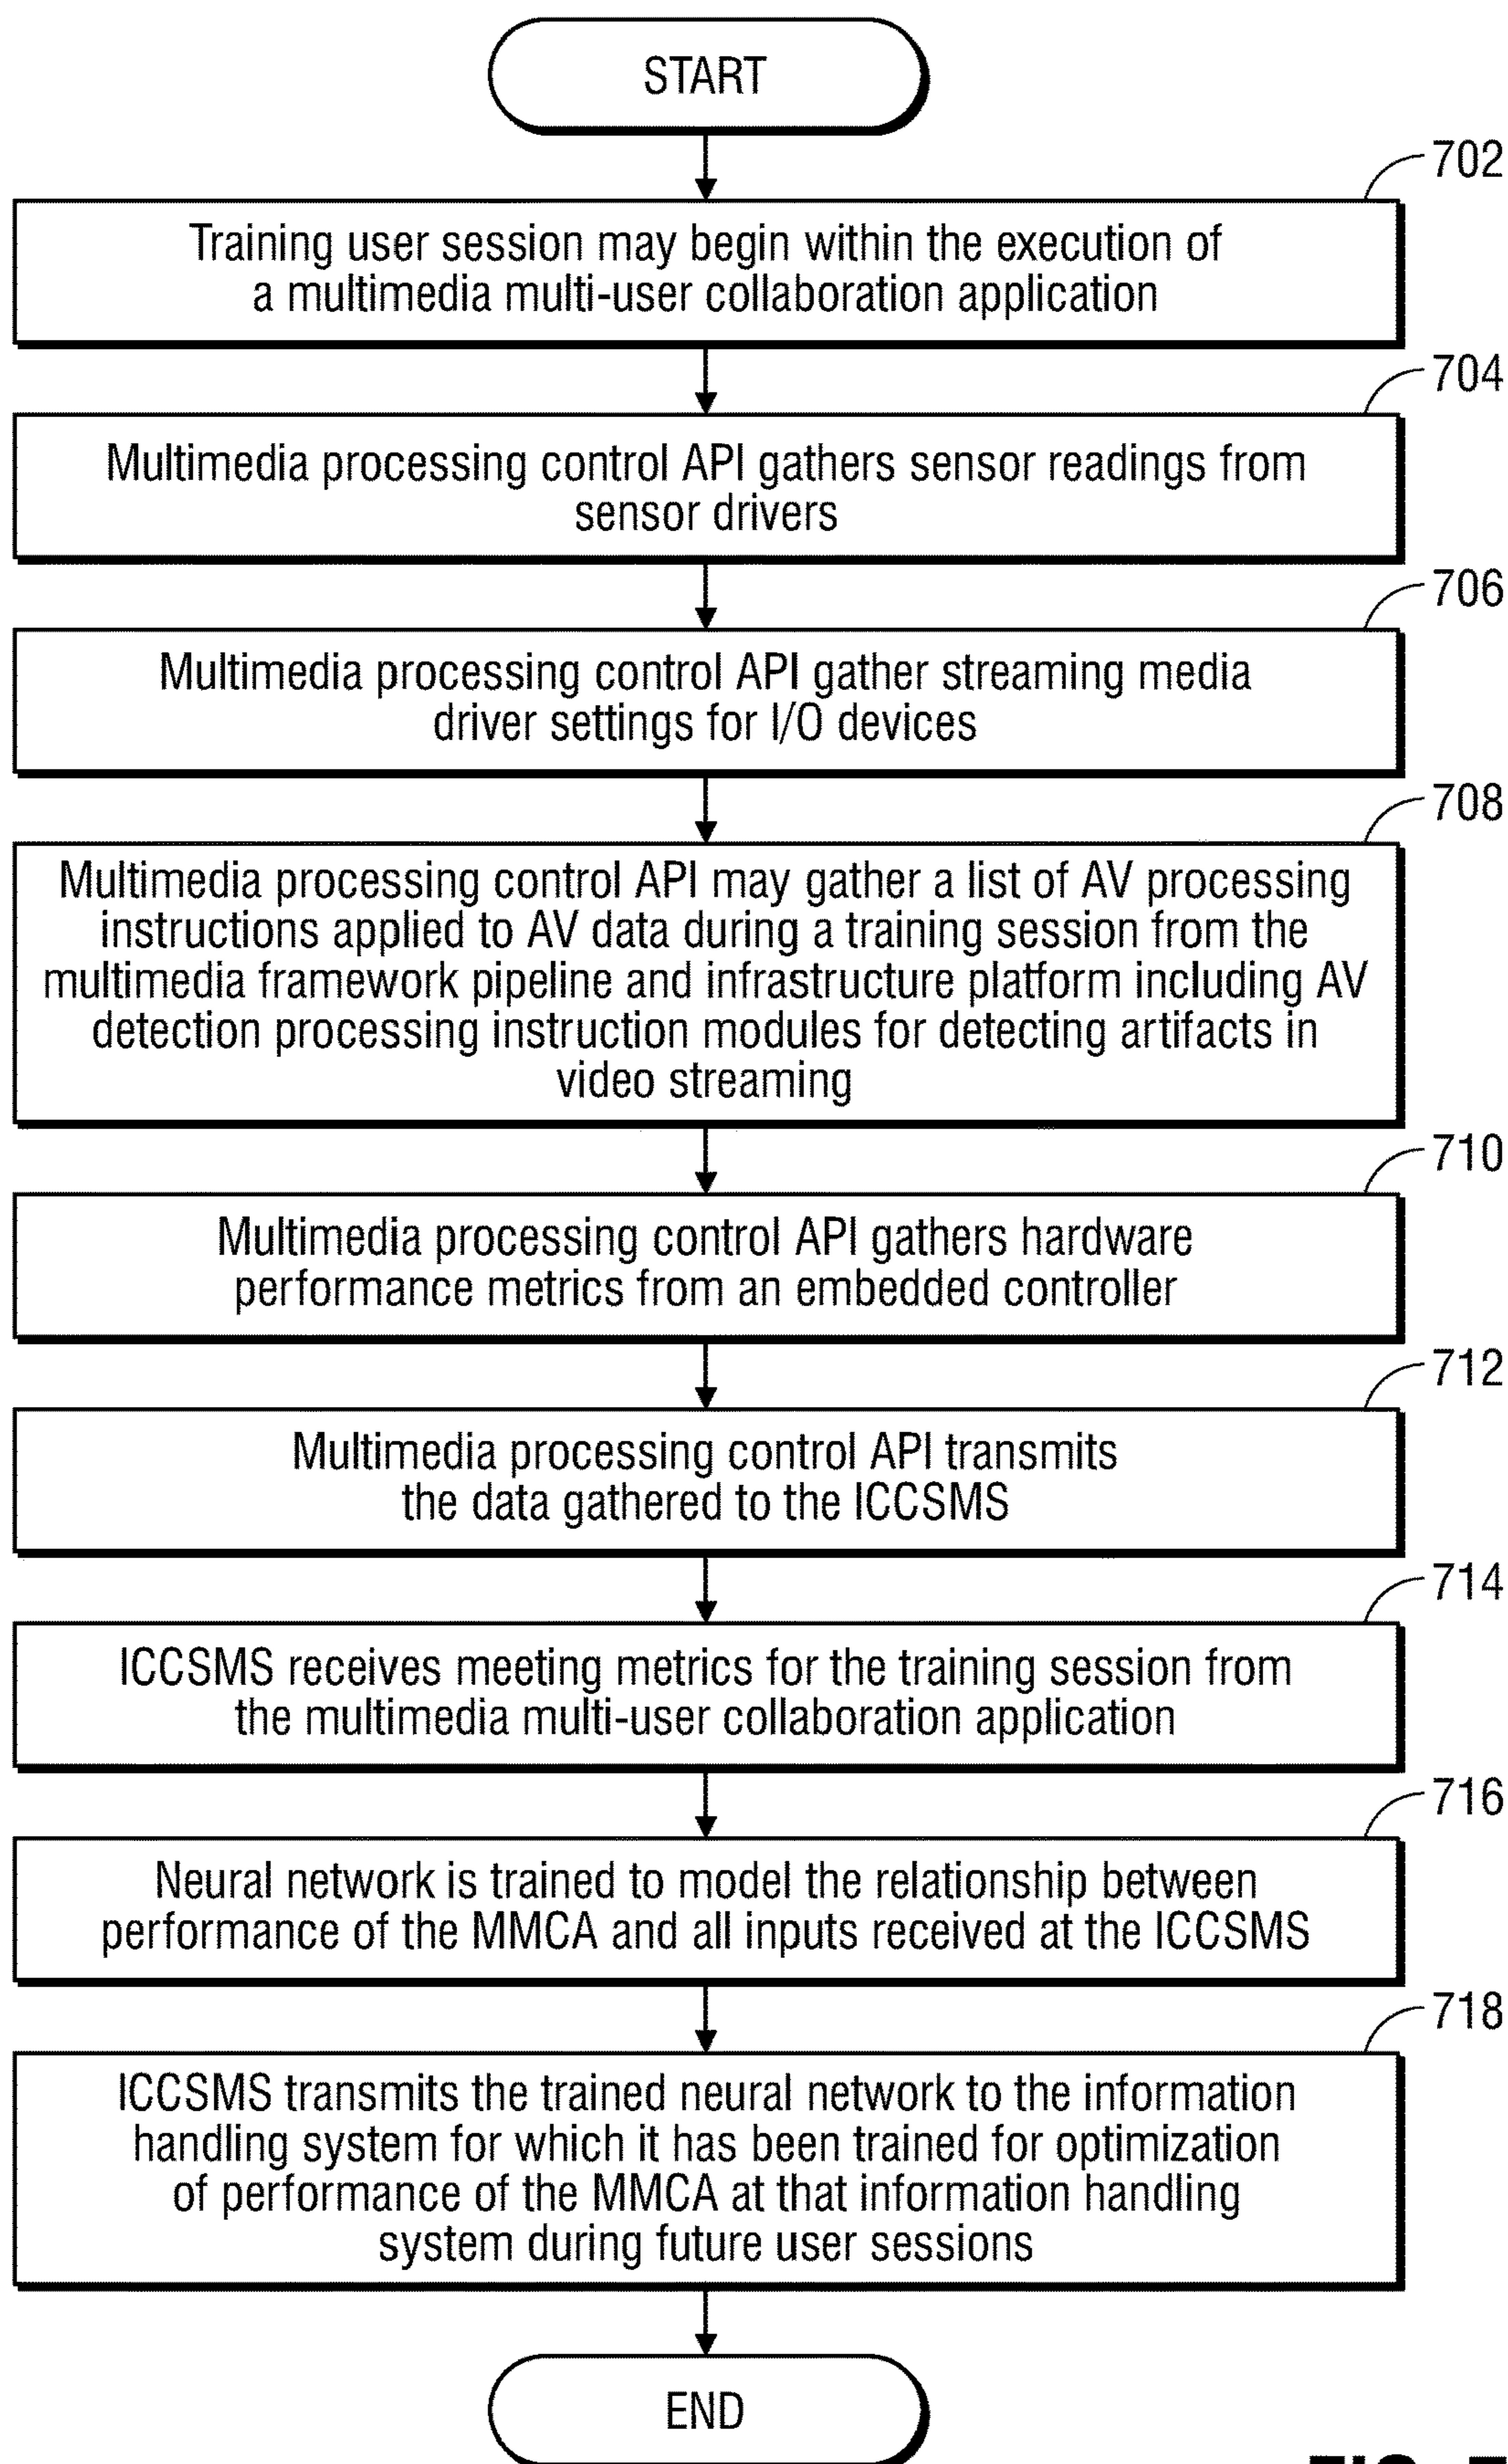 START
702
Training user session may begin within the execution of
a multimedia multi-user collaboration application
704
Multimedia processing control API gathers sensor readings from
sensor drivers
706
Multimedia processing control API gather streaming media
driver settings for I/O devices
708
Multimedia processing control API may gather a list of AV processing
instructions applied to AV data during a training session from the
multimedia framework pipeline and infrastructure platform including AV
detection processing instruction modules for detecting artifacts in
video streaming
710
Multimedia processing control API gathers hardware
performance metrics from an embedded controller
712
Multimedia processing control API transmits
the data gathered to the ICCSMS
714
ICCSMS receives meeting metrics for the training session from
the multimedia multi-user collaboration application
716
Neural network is trained to model the relationship between
performance of the MMCA and all inputs received at the ICCSMS
718
ICCSMS transmits the trained neural network to the information
handling system for which it has been trained for optimization
of performance of the MMCA at that information handling
system during future user sessions
END